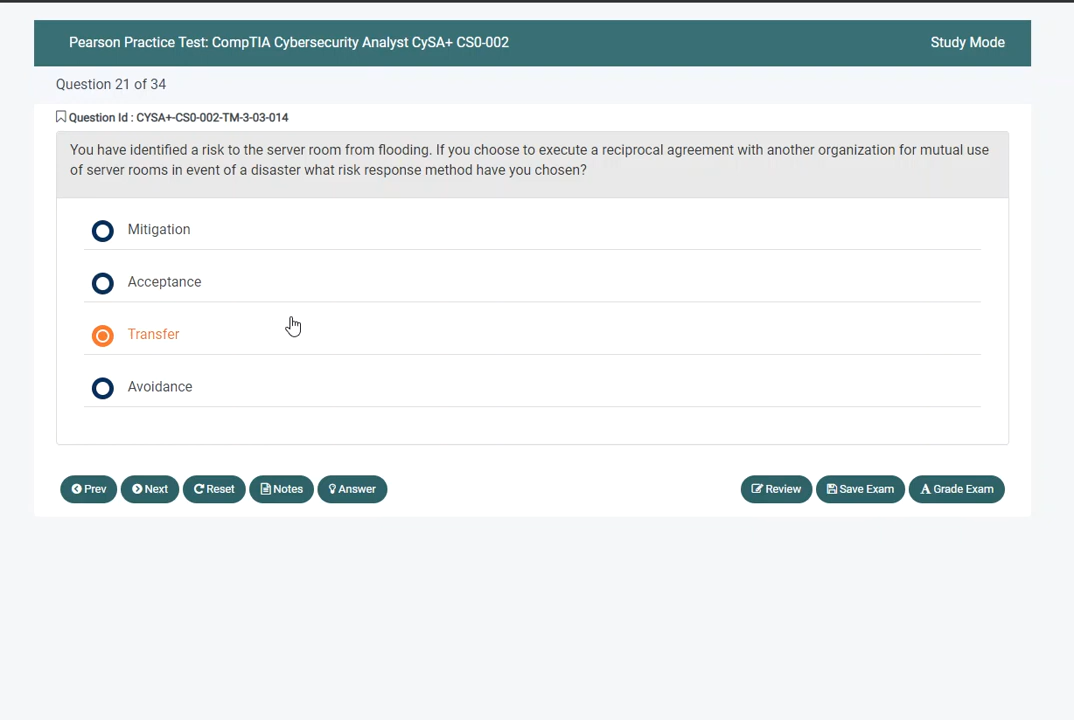 Pearson Practice Test: CompTIA Cybersecurity Analyst CySA+ CS0-002
Study Mode
Question 21 of 34
Question Id : CYSA+-CS0-002-TM-3-03-014
You have identified a risk to the server room from flooding. If you choose to execute a reciprocal agreement with another organization for mutual use
of server rooms in event of a disaster what risk response method have you chosen?
Mitigation
Acceptance
Transfer
Avoidance
Prev Next Reset Notes Answer Review Save Exam Grade Exam